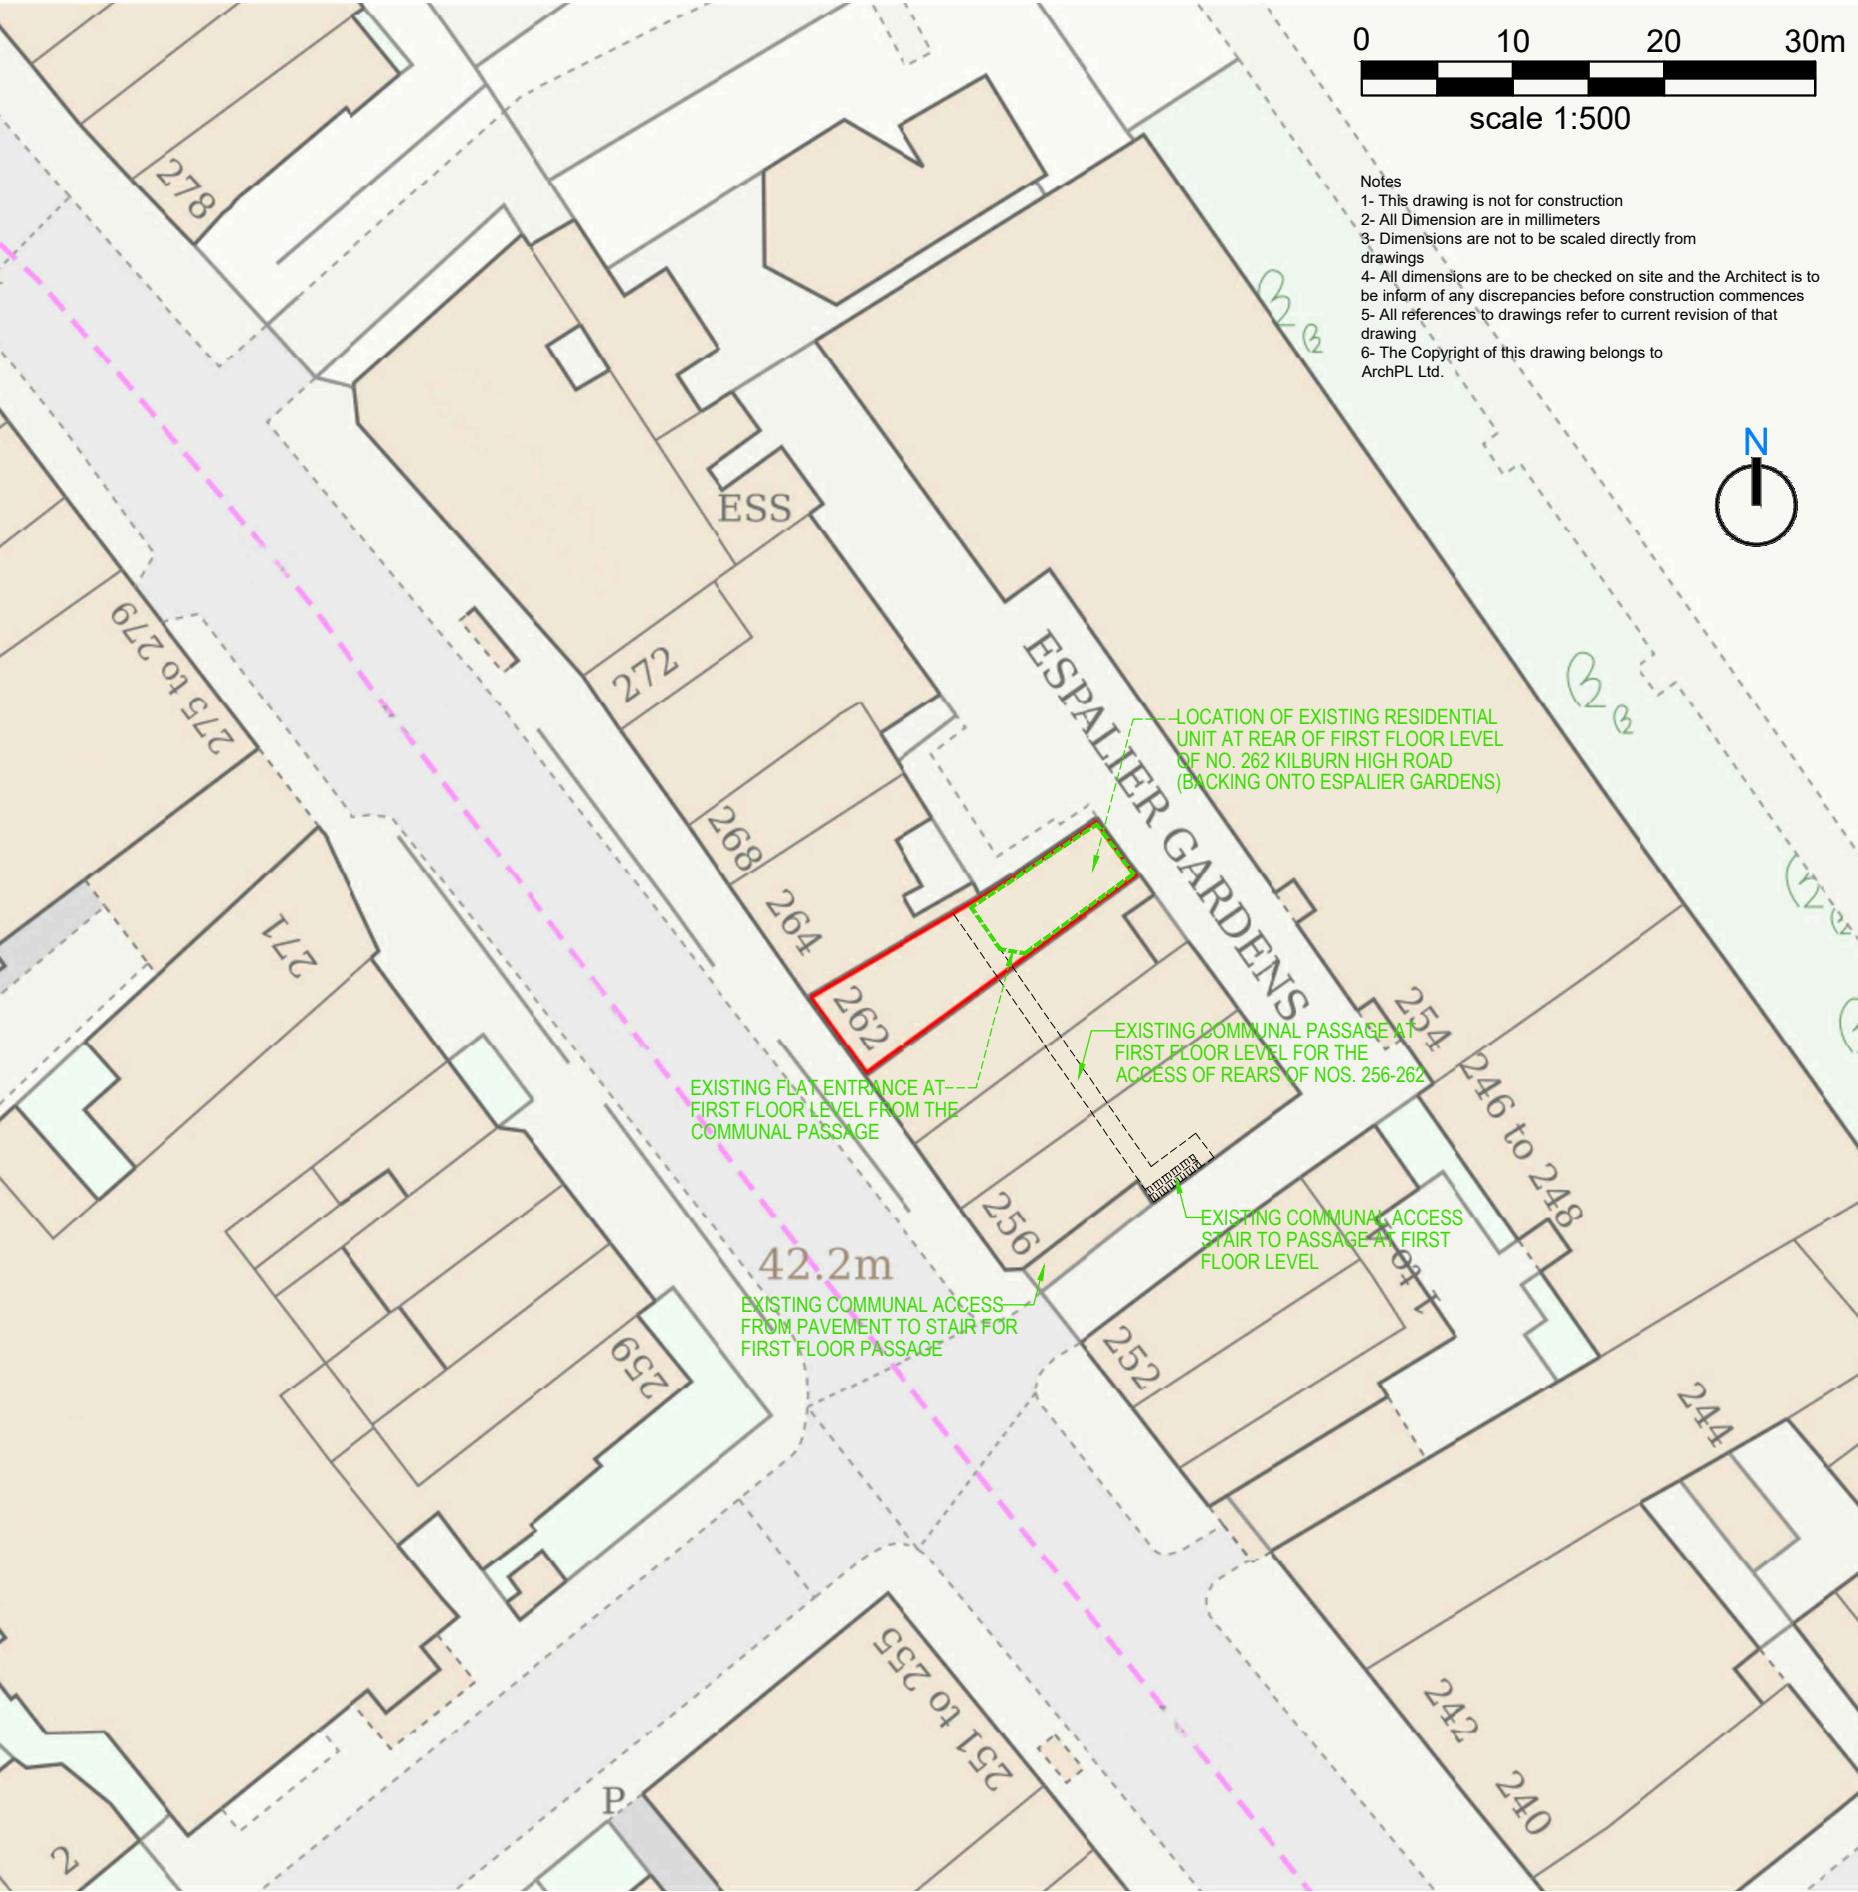 0 10 20 30m
scale 1:500
Notes
1- This drawing is not for construction
2- All Dimension are in millimeters
3- Dimensions are not to be scaled directly from
drawings
4- All dimensions are to be checked on site and the Architect is to
be inform of any discrepancies before construction commences
5- All references to drawings refer to current revision of that
drawing
6- The Copyright of this drawing belongs to
ArchPL Ltd.
N
278
ESS
272
275 to 279
ESPALIER GARDENS
LOCATION OF EXISTING RESIDENTIAL
UNIT AT REAR OF FIRST FLOOR LEVEL
OF NO. 262 KILBURN HIGH ROAD
(BACKING ONTO ESPALIER GARDENS)
268
264
271
262
254
EXISTING COMMUNAL PASSAGE AT
FIRST FLOOR LEVEL FOR THE
ACCESS OF REARS OF NOS. 256-262
EXISTING FLAT ENTRANCE AT
FIRST FLOOR LEVEL FROM THE
COMMUNAL PASSAGE
246 to 248
256
EXISTING COMMUNAL ACCESS
STAIR TO PASSAGE AT FIRST
FLOOR LEVEL
1 to 4
42.2m
EXISTING COMMUNAL ACCESS
FROM PAVEMENT TO STAIR FOR
FIRST FLOOR PASSAGE
259
252
244
251 to 255
242
240
P
2